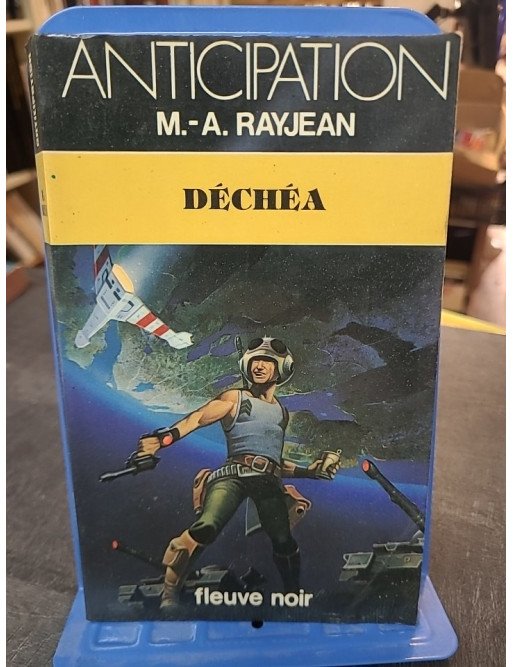 ANTICIPATION
M.-A. RAYJEAN
DÉCHÉA
fleuve noir